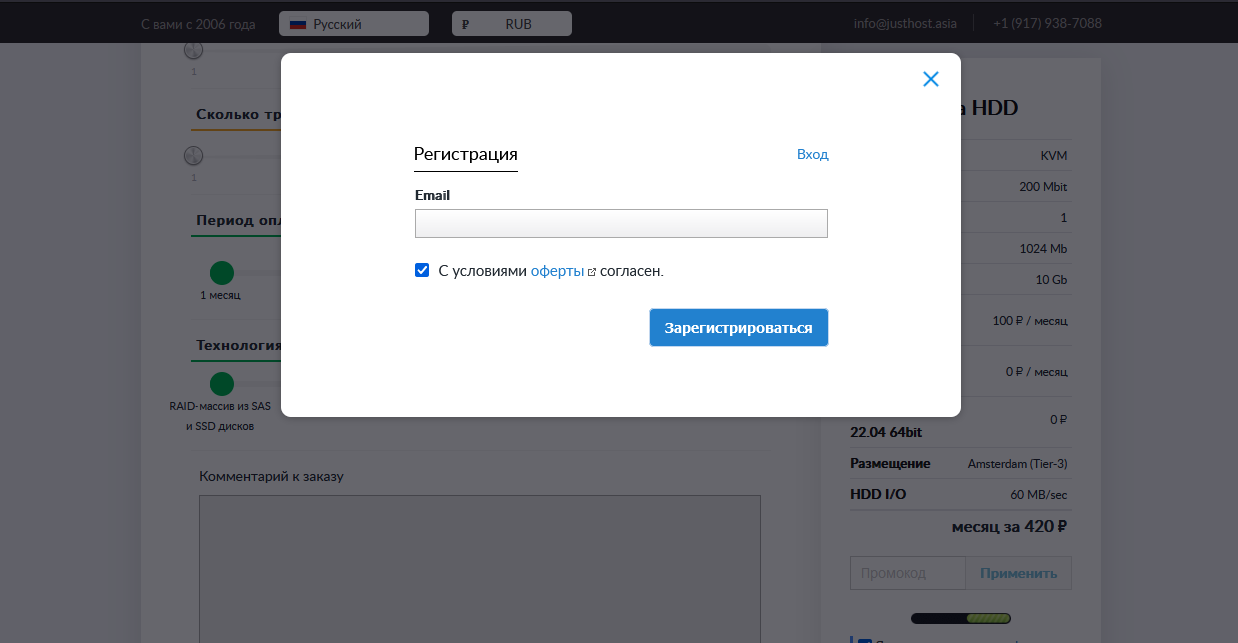 С вами с 2006 года
Русский
₽ RUB
info@justhost.asia
+1 (917) 938-7088
1
Сколько
1
Период
1 месяц
Технология
RAID-массив из SAS
и SSD дисков
Комментарий к заказу
Регистрация
Вход
Email
С условиями оферты согласен.
Зарегистрироваться
HDD
KVM
200 Mbit
1
1024 Mb
10 Gb
100 ₽ / месяц
0 ₽ / месяц
0 ₽
22.04 64bit
Размещение Amsterdam (Tier-3)
HDD I/O 60 MB/sec
месяц за 420 ₽
Промокод Применить